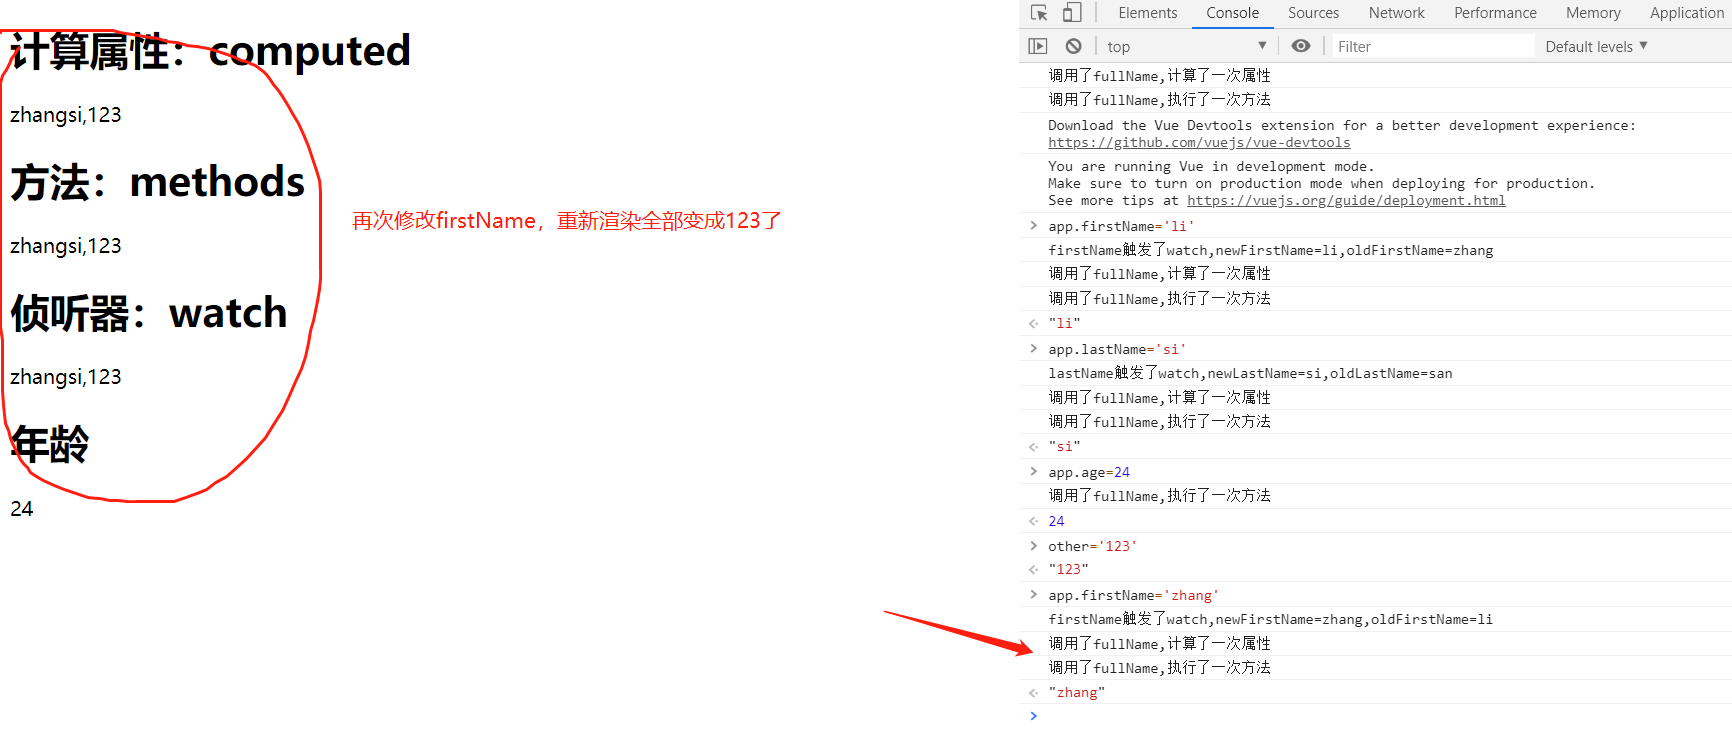 计算属性：computed
zhangsi,123
方法：methods
zhangsi,123
侦听器：watch
zhangsi,123
年龄
24
再次修改firstName，重新渲染全部变成123了
Elements Console Sources Network Performance Memory Application
top Filter Default levels
调用了fullName,计算了一次属性
调用了fullName,执行了一次方法
Download the Vue Devtools extension for a better development experience:
https://github.com/vuejs/vue-devtools
You are running Vue in development mode.
Make sure to turn on production mode when deploying for production.
See more tips at https://vuejs.org/guide/deployment.html
app.firstName='li'
firstName触发了watch,newFirstName=li,oldFirstName=zhang
调用了fullName,计算了一次属性
调用了fullName,执行了一次方法
"li"
app.lastName='si'
lastName触发了watch,newLastName=si,oldLastName=san
调用了fullName,计算了一次属性
调用了fullName,执行了一次方法
"si"
app.age=24
调用了fullName,执行了一次方法
24
other='123'
"123"
app.firstName='zhang'
firstName触发了watch,newFirstName=zhang,oldFirstName=li
调用了fullName,计算了一次属性
调用了fullName,执行了一次方法
"zhang"